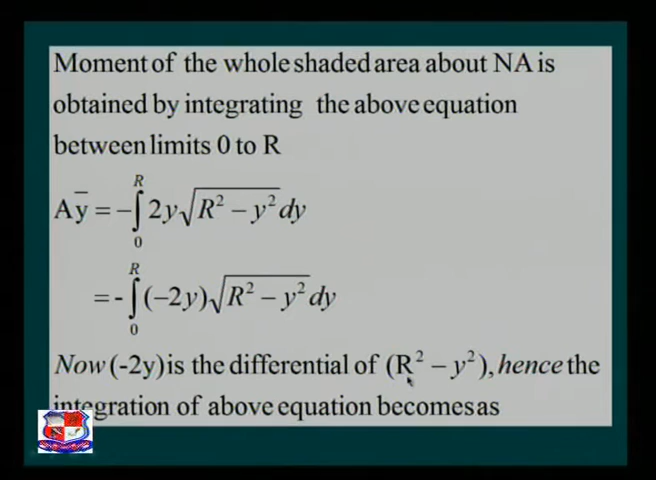 Moment of the whole shaded area about NA is
obtained by integrating the above equation
between limits 0 to R
Aȳ = -∫₀ᴿ 2y√(R² − y²) dy
= -∫₀ᴿ (−2y)√(R² − y²) dy
Now (-2y) is the differential of (R² − y²), hence the
integration of above equation becomes as